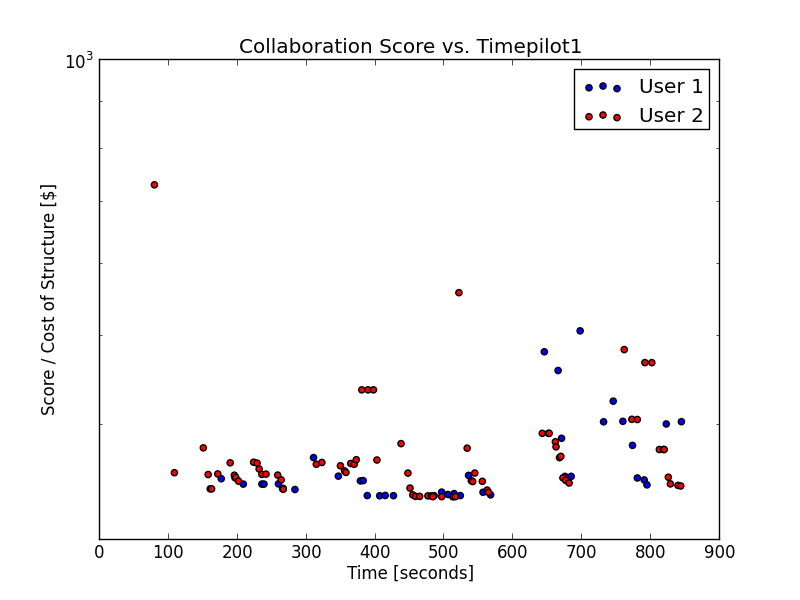 Collaboration Score vs. Timepilot1
10³
User 1
User 2
Score / Cost of Structure [$]
0 100 200 300 400 500 600 700 800 900
Time [seconds]